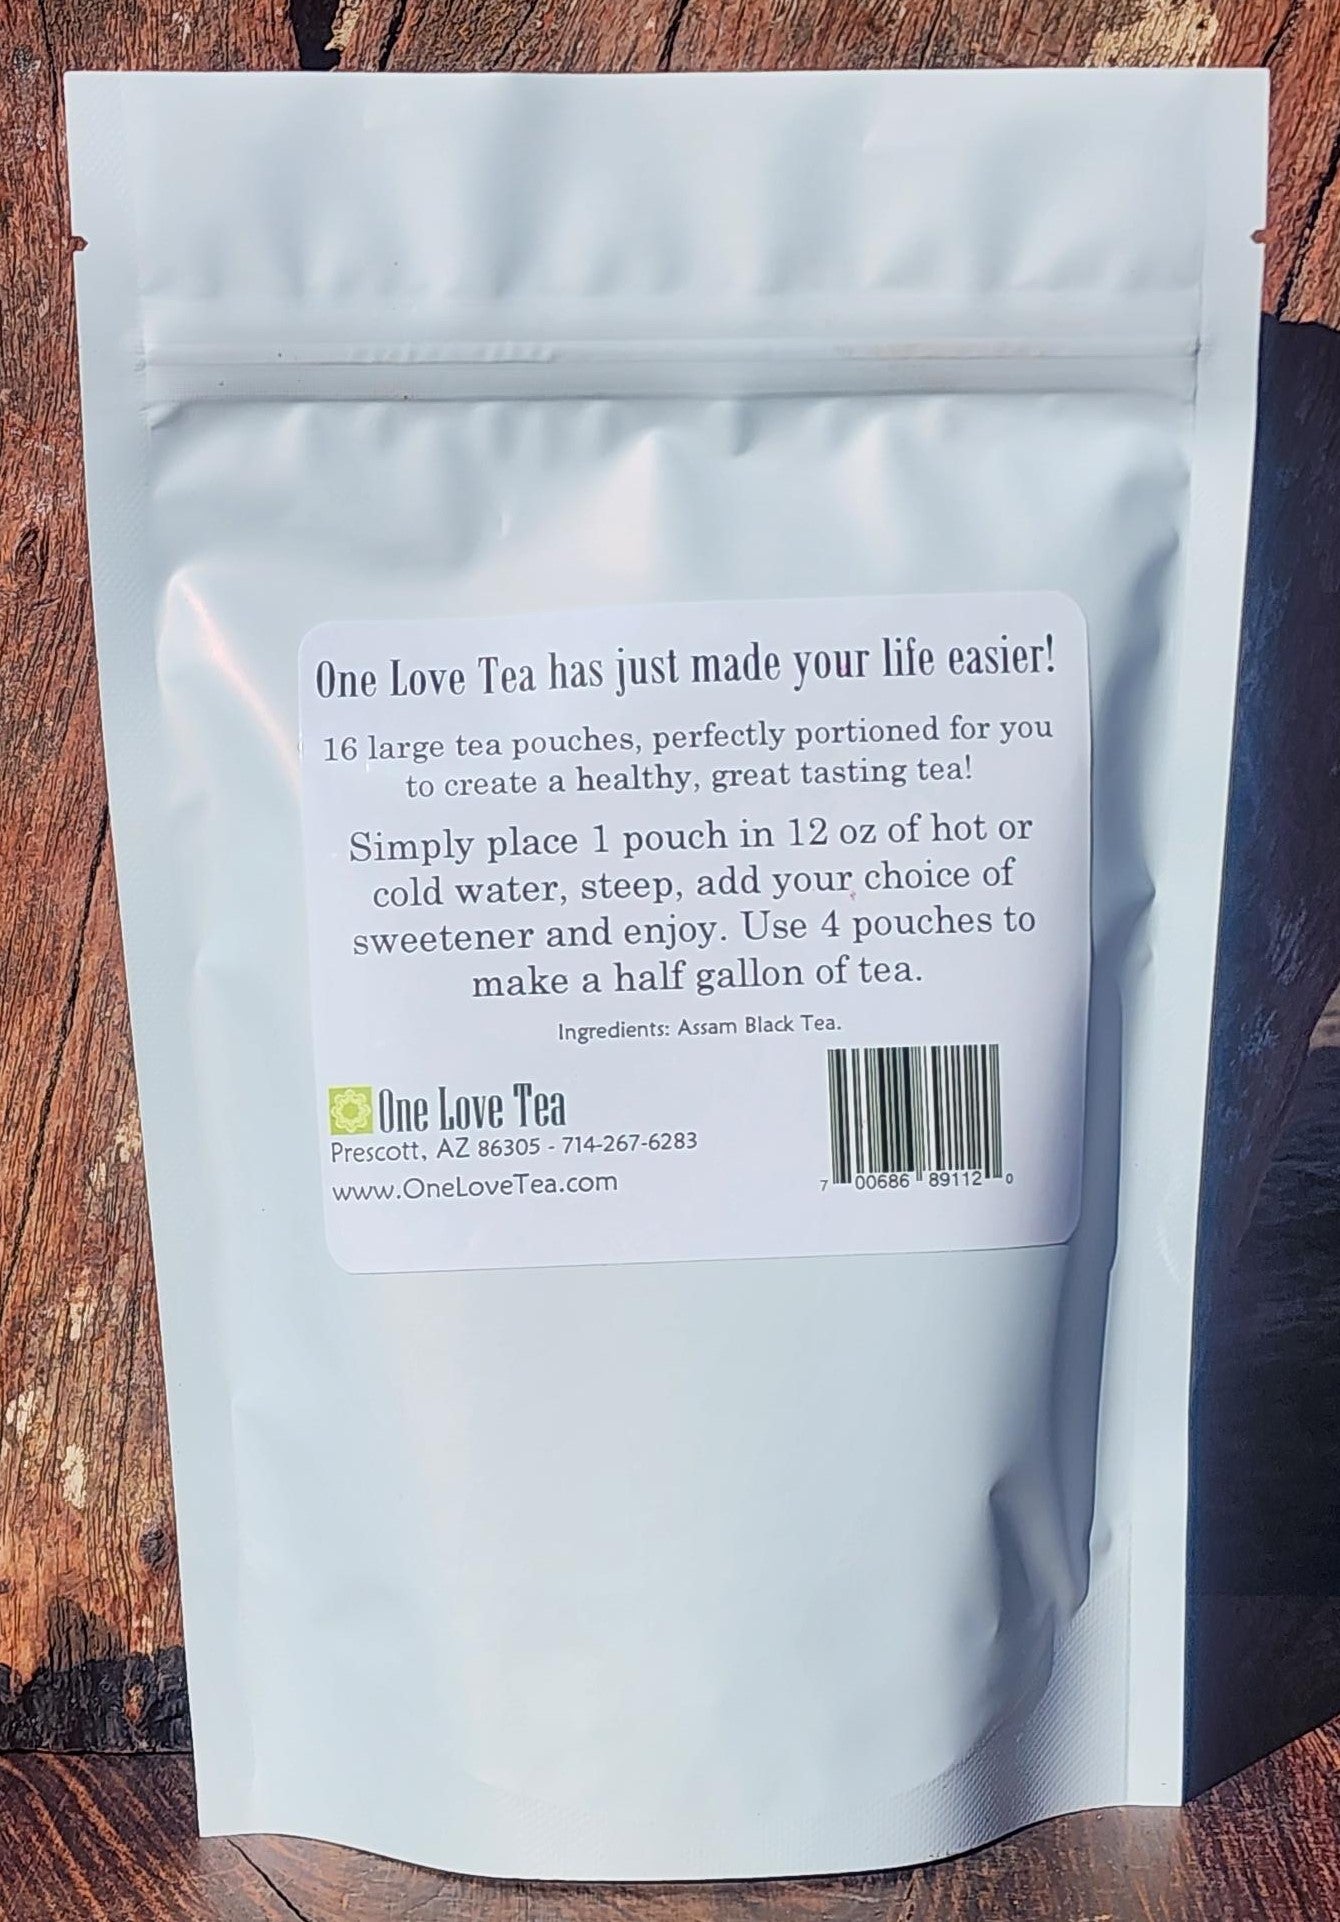 One Love Tea has just made your life easier!
16 large tea pouches, perfectly portioned for you
to create a healthy, great tasting tea!
Simply place 1 pouch in 12 oz of hot or
cold water, steep, add your choice of
sweetener and enjoy. Use 4 pouches to
make a half gallon of tea.
Ingredients: Assam Black Tea.
One Love Tea
Prescott, AZ 86305 - 714-267-6283
www.OneLoveTea.com
7 00686 89112 0